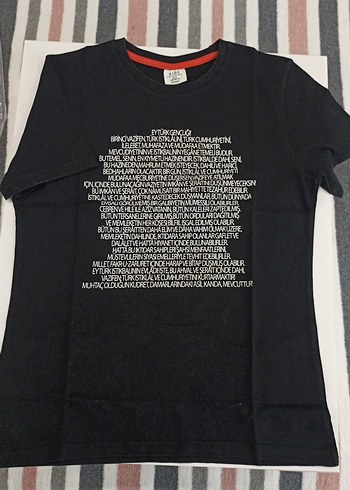 KIDS
EY TÜRK GENÇLİĞİ!
BİRİNCİ VAZİFEN, TÜRK İSTİKLALİNİ, TÜRK CUMHURİYETİNİ,
İLELEBET, MUHAFAZA VE MÜDAFAA ETMEKTİR.
MEVCUDİYETİNİN VE İSTİKBALİNİN YEGÂNE TEMELİ BUDUR.
BU TEMEL, SENİN, EN KIYMETLİ HAZİNENDİR. İSTİKBALDE DAHİ, SENİ,
BU HAZİNEDEN MAHRUM ETMEK İSTEYECEK, DAHİLİ VE HARİCİ,
BEDHAHLARIN OLACAKTIR. BİR GÜN, İSTİKLAL VE CUMHURİYETİ
MÜDAFAA MECBURİYETİNE DÜŞERSEN, VAZİFEYE ATILMAK
İÇİN, İÇİNDE BULUNACAĞIN VAZİYETİN İMKÂN VE ŞERAİTİNİ DÜŞÜNMEYECEKSİN
BU İMKÂN VE ŞERAİT, ÇOK NAMÜSAİT BİR MAHİYETTE TEZAHÜR EDEBİLİR.
İSTİKLAL VE CUMHURİYETİNE KASTEDECEK DÜŞMANLAR, BÜTÜN DÜNYADA
EMSALİ GÖRÜLMEMİŞ BİR GALİBİYETİN MÜMESSİLİ OLABİLİRLER.
CEBREN VE HİLE İLE AZİZ VATANIN, BÜTÜN KALELERİ ZAPTEDİLMİŞ,
BÜTÜN TERSANELERİNE GİRİLMİŞ, BÜTÜN ORDULARI DAĞITILMIŞ
VE MEMLEKETİN HER KÖŞESİ BİLFİİL İŞGAL EDİLMİŞ OLABİLİR.
BÜTÜN BU ŞERAİTTEN DAHA ELİM VE DAHA VAHİM OLMAK ÜZERE,
MEMLEKETİN DAHİLİNDE, İKTİDARA SAHİP OLANLAR GAFLET VE
DALÂLET VE HATTA HIYANET İÇİNDE BULUNABİLİRLER.
HATTA BU İKTİDAR SAHİPLERİ ŞAHSİ MENFAATLERİNİ,
MÜSTEVLİLERİN SİYASİ EMELLERİYLE TEVHİT EDEBİLİRLER.
MİLLET, FAKR-U ZARURET İÇİNDE HARAP VE BİTAP DÜŞMÜŞ OLABİLİR.
EY TÜRK İSTİKBALİNİN EVLADI! İŞTE, BU AHVAL VE ŞERAİT İÇİNDE DAHİ,
VAZİFEN; TÜRK İSTİKLAL VE CUMHURİYETİNİ KURTARMAKTIR!
MUHTAÇ OLDUĞUN KUDRET, DAMARLARINDAKİ ASİL KANDA, MEVCUTTUR!